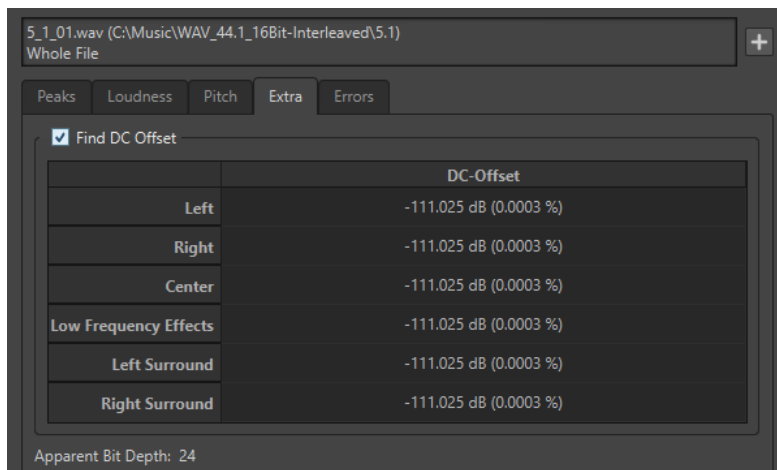 5_1_01.wav (C:\Music\WAV_44.1_16Bit-Interleaved\5.1)
Whole File
+
Peaks Loudness Pitch Extra Errors
Find DC Offset
DC-Offset
Left -111.025 dB (0.0003 %)
Right -111.025 dB (0.0003 %)
Center -111.025 dB (0.0003 %)
Low Frequency Effects -111.025 dB (0.0003 %)
Left Surround -111.025 dB (0.0003 %)
Right Surround -111.025 dB (0.0003 %)
Apparent Bit Depth: 24